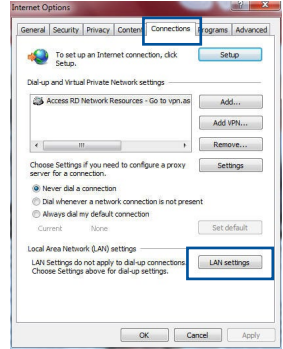 Internet Options
General Security Privacy Content Connections Programs Advanced
To set up an Internet connection, click Setup.
Setup
Dial-up and Virtual Private Network settings
Access RD Network Resources - Go to vpn.as
Add...
Add VPN...
Remove...
Choose Settings if you need to configure a proxy server for a connection.
Settings
Never dial a connection
Dial whenever a network connection is not present
Always dial my default connection
Current None
Set default
Local Area Network (LAN) settings
LAN Settings do not apply to dial-up connections.
Choose Settings above for dial-up settings.
LAN settings
OK Cancel Apply